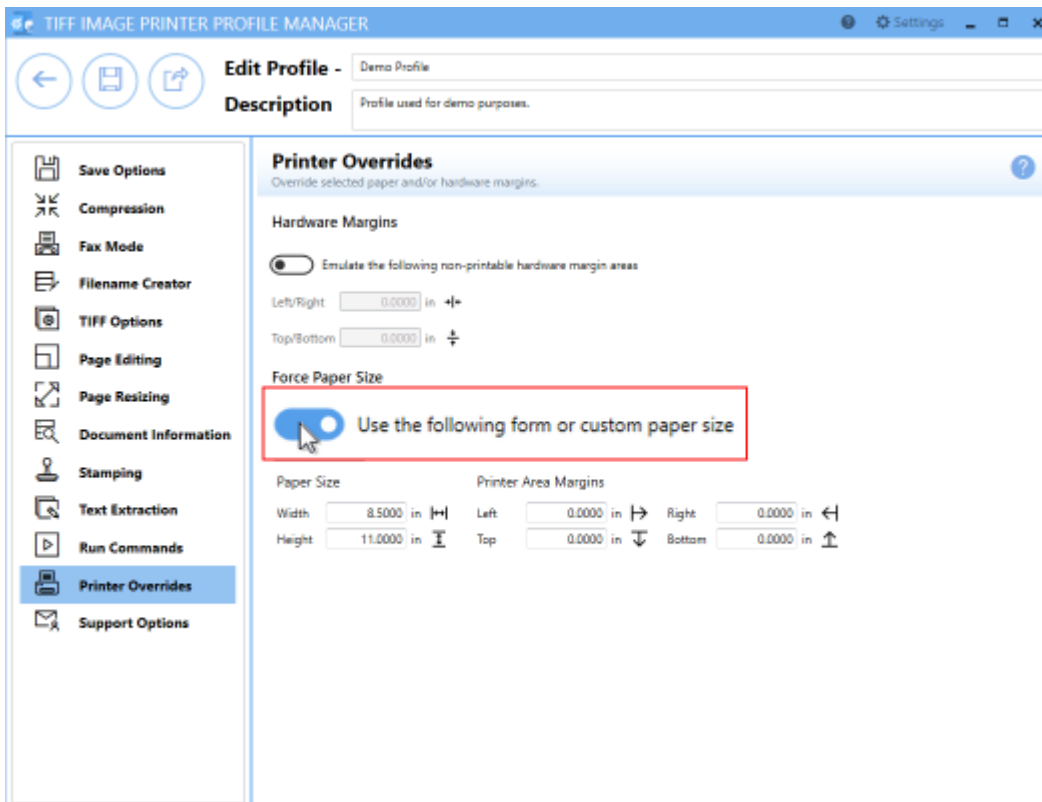 TIFF IMAGE PRINTER PROFILE MANAGER
Settings
Edit Profile - Demo Profile
Description Profile used for demo purposes.
Save Options
Compression
Fax Mode
Filename Creator
TIFF Options
Page Editing
Page Resizing
Document Information
Stamping
Text Extraction
Run Commands
Printer Overrides
Support Options
Printer Overrides
Override selected paper and/or hardware margins.
Hardware Margins
Emulate the following non-printable hardware margin areas
Left/Right 0.0000 in
Top/Bottom 0.0000 in
Force Paper Size
Use the following form or custom paper size
Paper Size Printer Area Margins
Width 8.5000 in Left 0.0000 in Right 0.0000 in
Height 11.0000 in Top 0.0000 in Bottom 0.0000 in